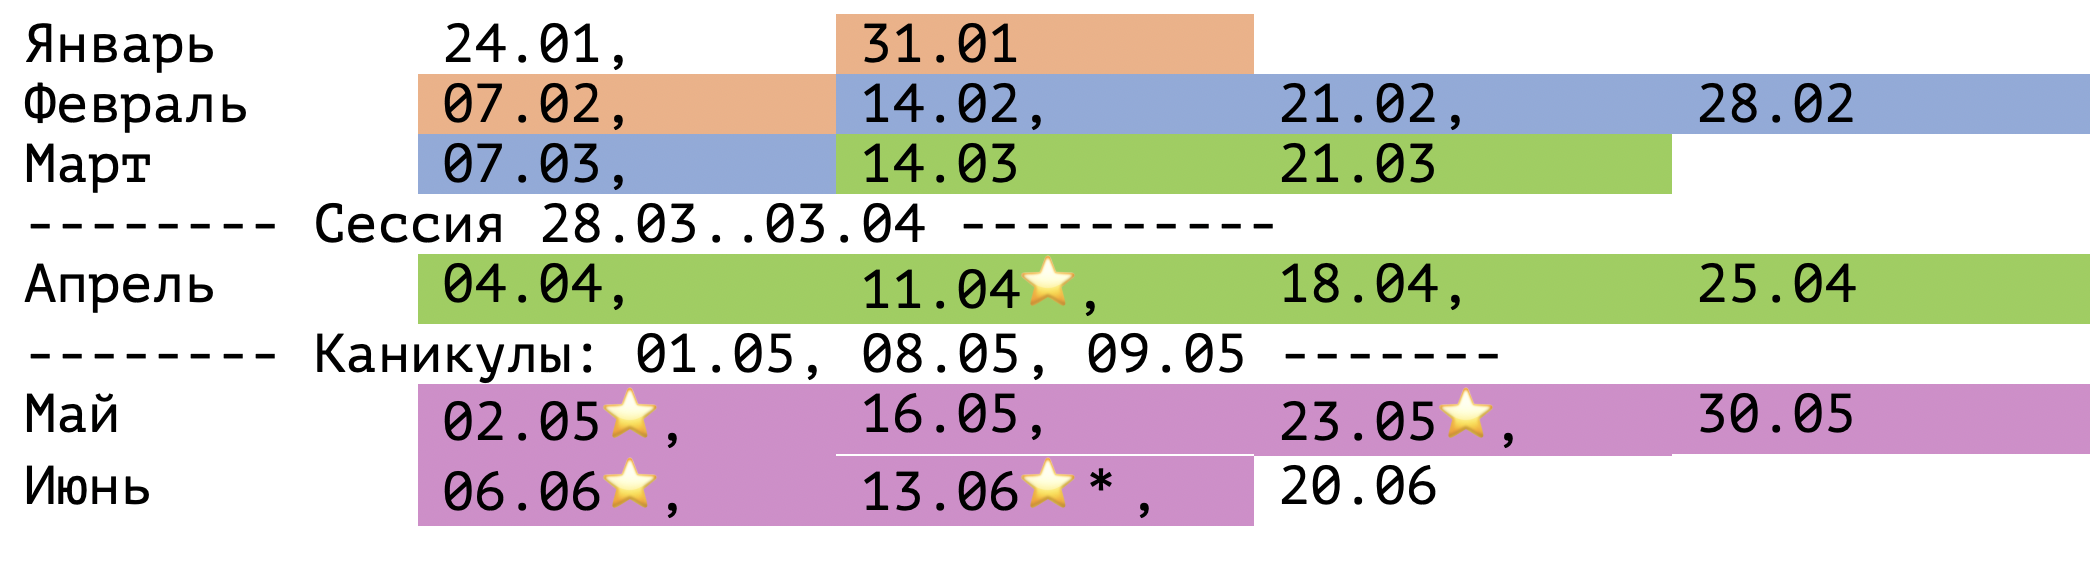 Январь 24.01, 31.01
Февраль 07.02, 14.02, 21.02, 28.02
Март 07.03, 14.03 21.03
-------- Сессия 28.03..03.04 ----------
Апрель 04.04, 11.04⭐, 18.04, 25.04
-------- Каникулы: 01.05, 08.05, 09.05 -------
Май 02.05⭐, 16.05, 23.05⭐, 30.05
Июнь 06.06⭐, 13.06⭐*, 20.06